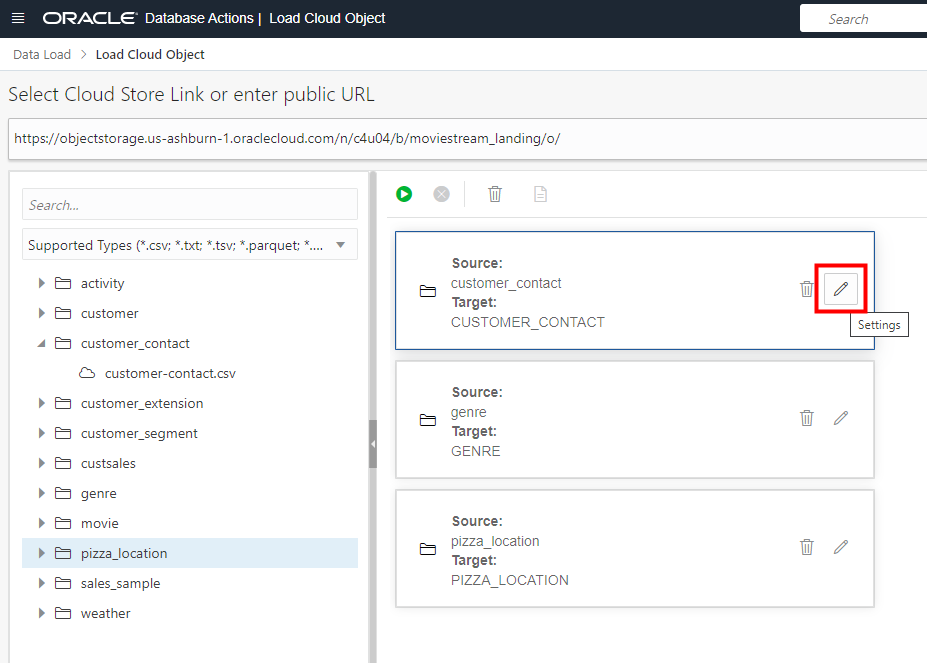 ORACLE Database Actions | Load Cloud Object
Search
Data Load > Load Cloud Object
Select Cloud Store Link or enter public URL
https://objectstorage.us-ashburn-1.oraclecloud.com/n/c4u04/b/moviestream_landing/o/
Search...
Supported Types (*.csv; *.txt; *.tsv; *.parquet; *....
activity
customer
customer_contact
customer-contact.csv
customer_extension
customer_segment
custsales
genre
movie
pizza_location
sales_sample
weather
Source:
customer_contact
Target:
CUSTOMER_CONTACT
Settings
Source:
genre
Target:
GENRE
Source:
pizza_location
Target:
PIZZA_LOCATION